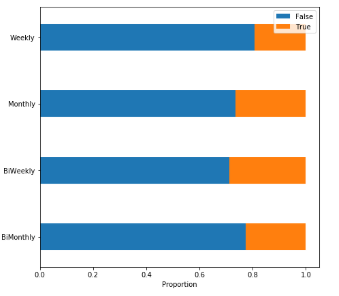 False
True
Weekly
Monthly
BiWeekly
BiMonthly
0.0 0.2 0.4 0.6 0.8 1.0
Proportion